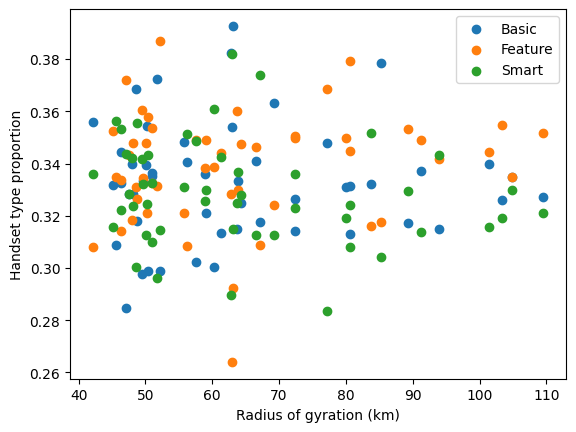 Basic
Feature
Smart
Handset type proportion
0.38
0.36
0.34
0.32
0.30
0.28
0.26
40 50 60 70 80 90 100 110
Radius of gyration (km)